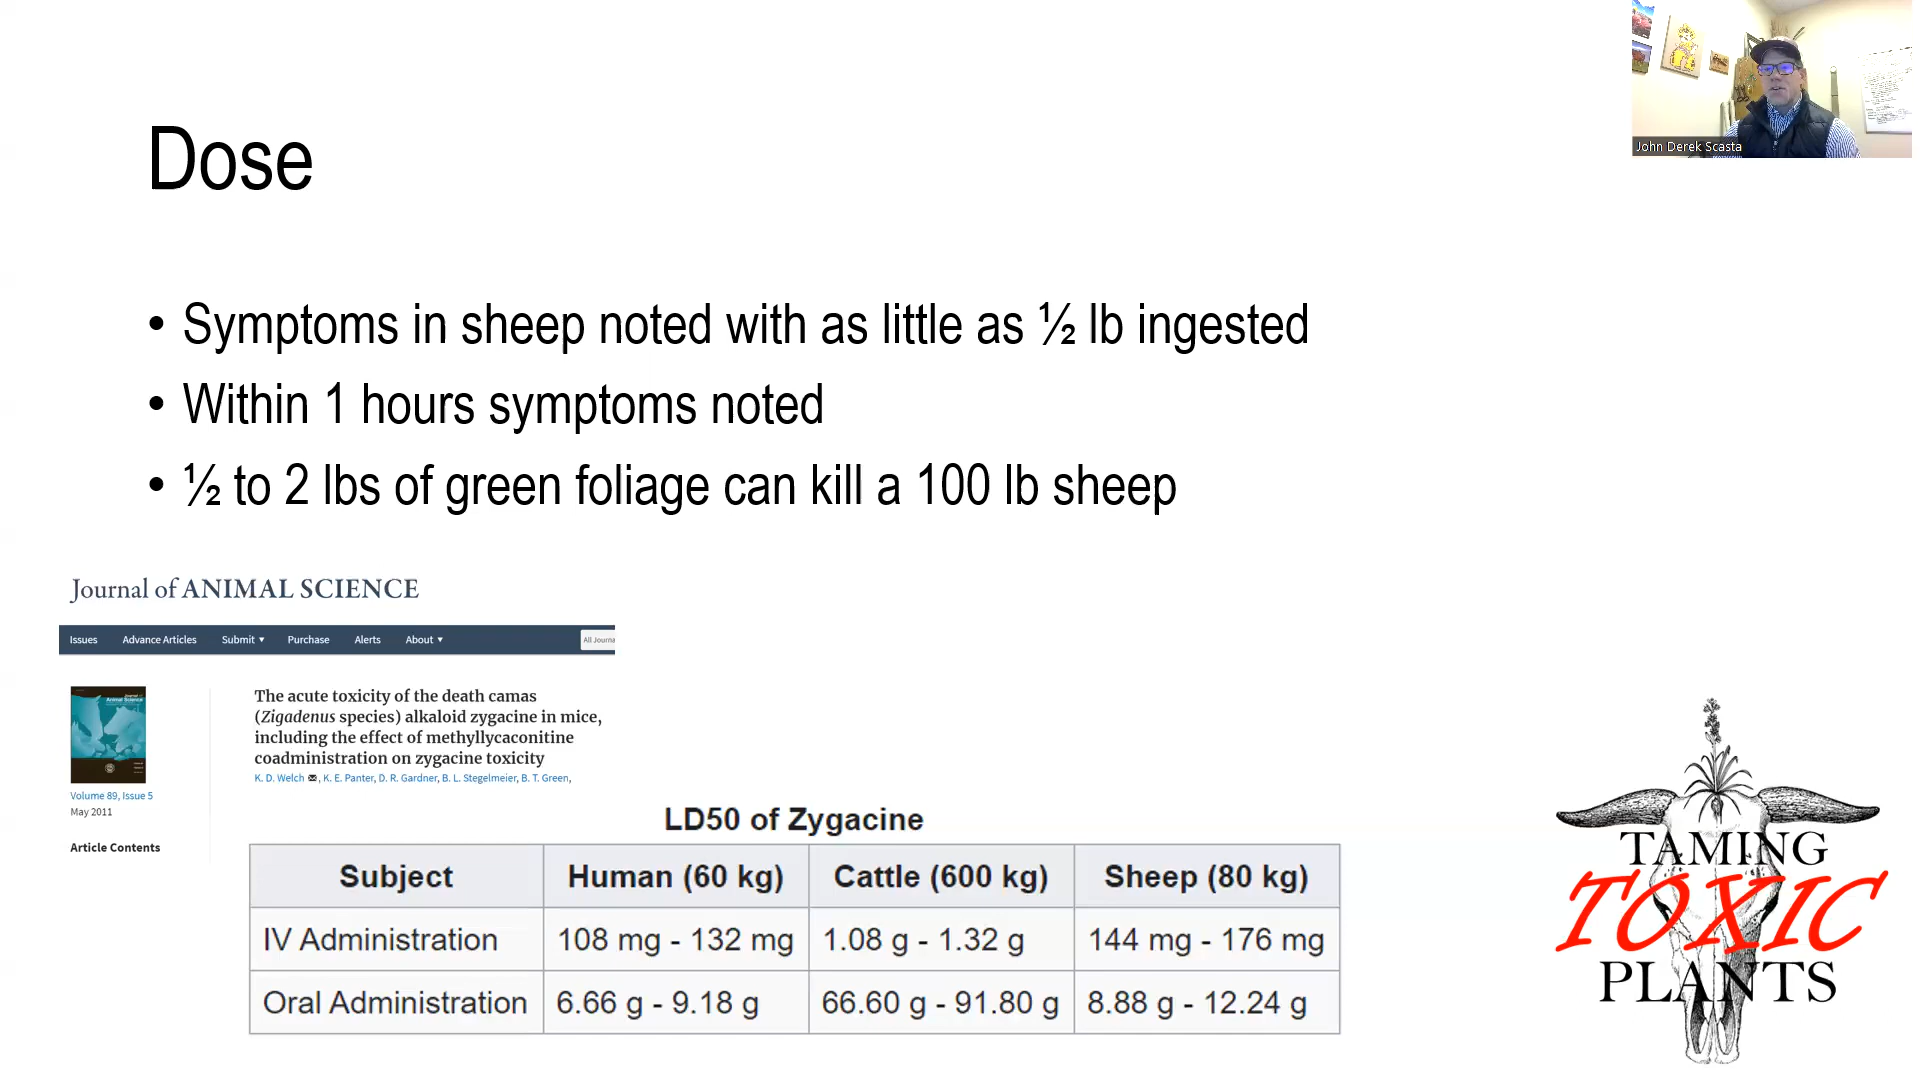 John Derek Scasta
Dose
• Symptoms in sheep noted with as little as ½ lb ingested
• Within 1 hours symptoms noted
• ½ to 2 lbs of green foliage can kill a 100 lb sheep
Journal of ANIMAL SCIENCE
Issues Advance Articles Submit ▼ Purchase Alerts About ▼ All Journa
The acute toxicity of the death camas
(Zigadenus species) alkaloid zygacine in mice,
including the effect of methyllycaconitine
coadministration on zygacine toxicity
K. D. Welch ✉, K. E. Panter, D. R. Gardner, B. L. Stegelmeier, B. T. Green,
Volume 89, Issue 5
May 2011
Article Contents
LD50 of Zygacine
Subject Human (60 kg) Cattle (600 kg) Sheep (80 kg)
IV Administration 108 mg - 132 mg 1.08 g - 1.32 g 144 mg - 176 mg
Oral Administration 6.66 g - 9.18 g 66.60 g - 91.80 g 8.88 g - 12.24 g
TAMING
TOXIC
PLANTS